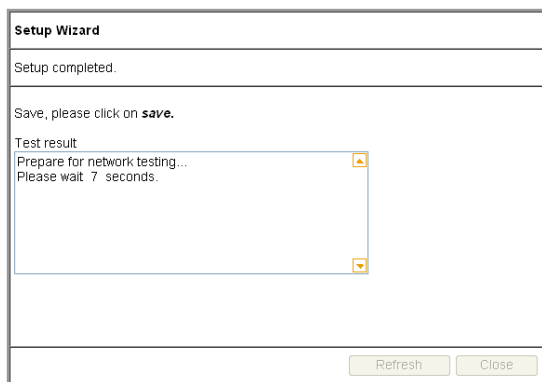 Setup Wizard
Setup completed.
Save, please click on save.
Test result
Prepare for network testing...
Please wait 7 seconds.
Refresh Close